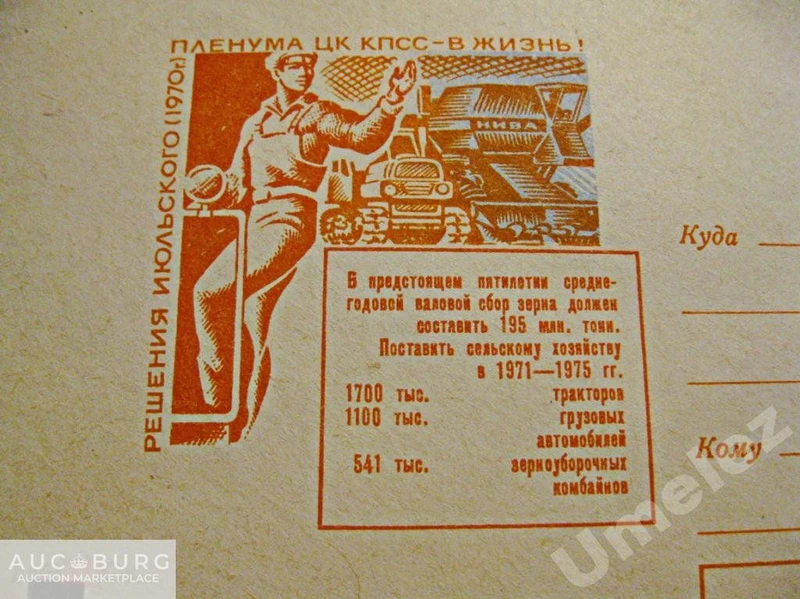 РЕШЕНИЯ ИЮЛЬСКОГО (1970г.)
ПЛЕНУМА ЦК КПСС–В ЖИЗНЬ!
НИВА
В предстоящем пятилетии средне-
годовой валовой сбор зерна должен
составить 195 млн. тонн.
Поставить сельскому хозяйству
в 1971—1975 гг.
1700 тыс. тракторов
1100 тыс. грузовых
автомобилей
541 тыс. зерноуборочных
комбайнов
Куда
Кому
Umelez
AUCBURG
AUCTION MARKETPLACE